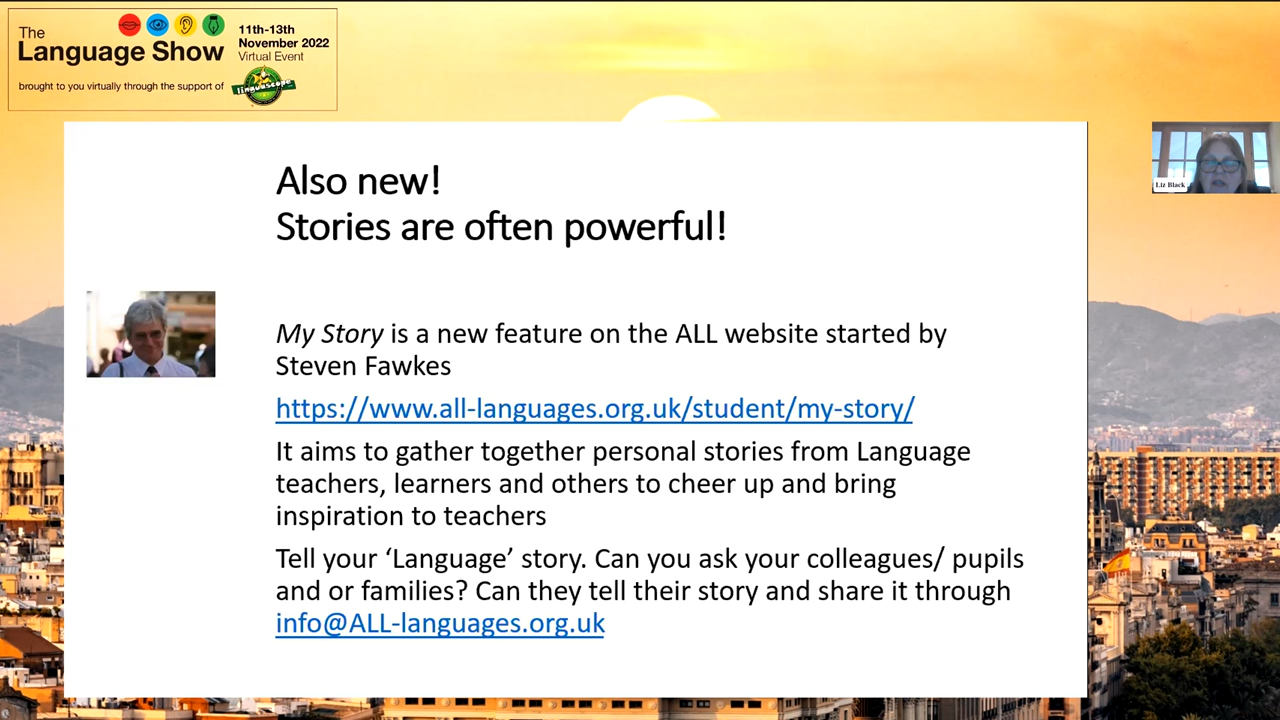 The
Language Show
11th-13th
November 2022
Virtual Event
brought to you virtually through the support of
linguascope
Liz Black
Also new!
Stories are often powerful!
My Story is a new feature on the ALL website started by
Steven Fawkes
https://www.all-languages.org.uk/student/my-story/
It aims to gather together personal stories from Language
teachers, learners and others to cheer up and bring
inspiration to teachers
Tell your ‘Language’ story. Can you ask your colleagues/ pupils
and or families? Can they tell their story and share it through
info@ALL-languages.org.uk